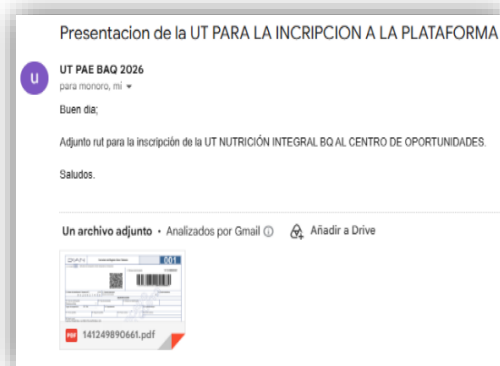 Presentacion de la UT PARA LA INCRIPCION A LA PLATAFORMA
u
UT PAE BAQ 2026
para monoro, mí
Buen dia;
Adjunto rut para la inscripción de la UT NUTRICIÓN INTEGRAL BQ AL CENTRO DE OPORTUNIDADES.
Saludos.
Un archivo adjunto • Analizados por Gmail
Añadir a Drive
001
PDF
141249890661.pdf